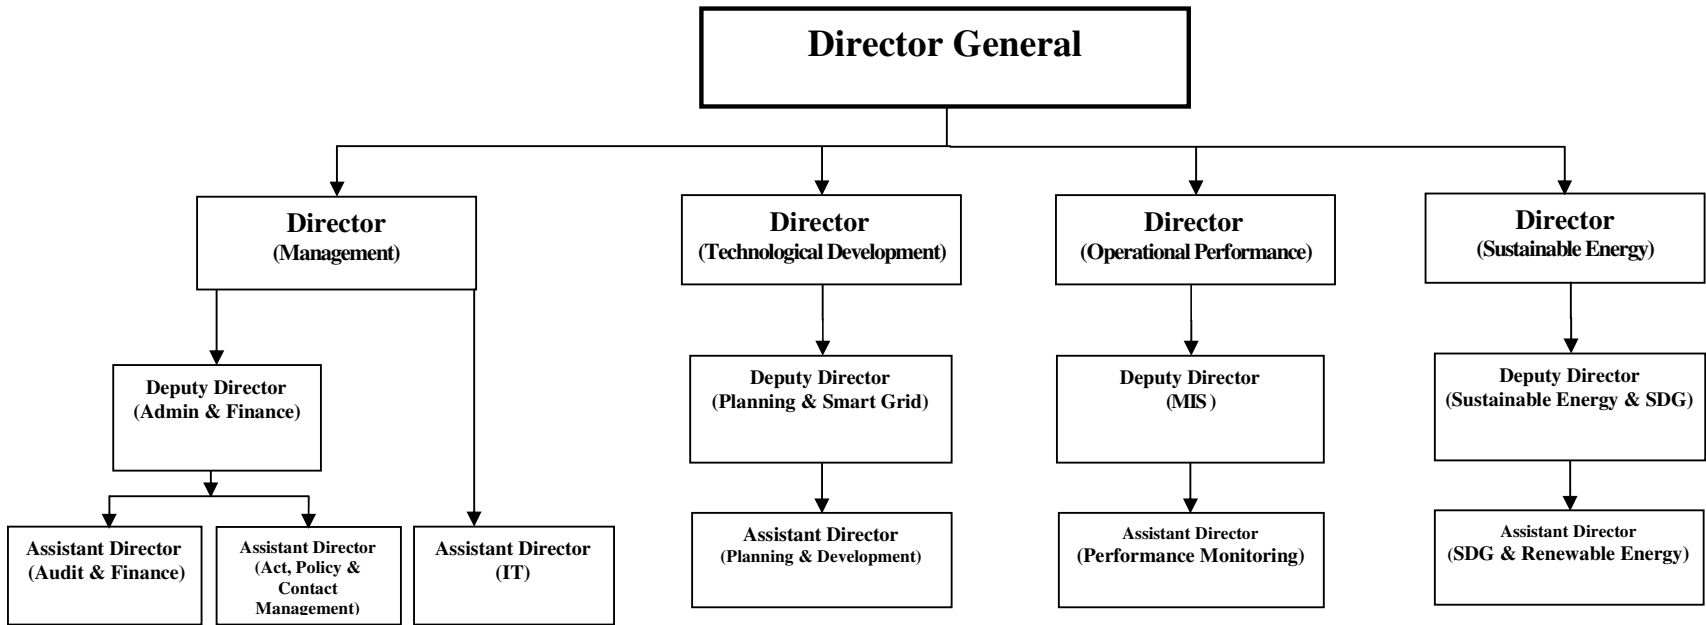 Director General
Director
(Management)
Director
(Technological Development)
Director
(Operational Performance)
Director
(Sustainable Energy)
Deputy Director
(Admin & Finance)
Deputy Director
(Planning & Smart Grid)
Deputy Director
(MIS )
Deputy Director
(Sustainable Energy & SDG)
Assistant Director
(Audit & Finance)
Assistant Director
(Act, Policy &
Contact
Management)
Assistant Director
(IT)
Assistant Director
(Planning & Development)
Assistant Director
(Performance Monitoring)
Assistant Director
(SDG & Renewable Energy)